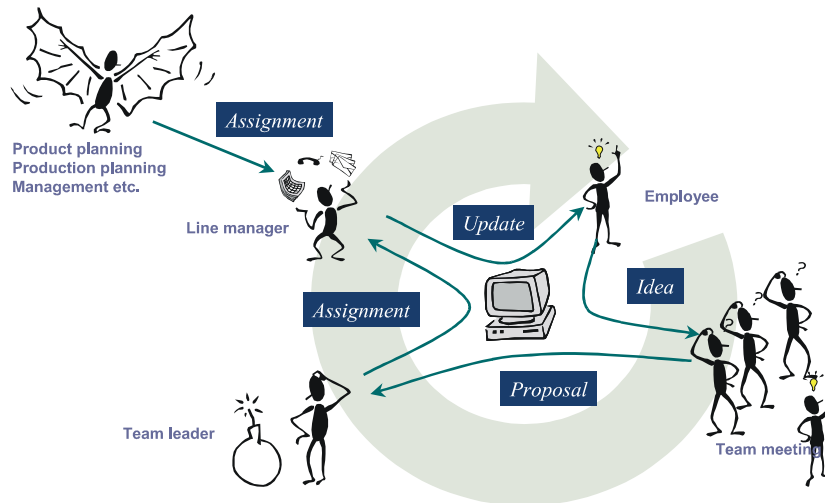 Assignment
Product planning
Production planning
Management etc.
Employee
Line manager
Update
Idea
Assignment
Proposal
Team leader
Team meeting
? ? ?